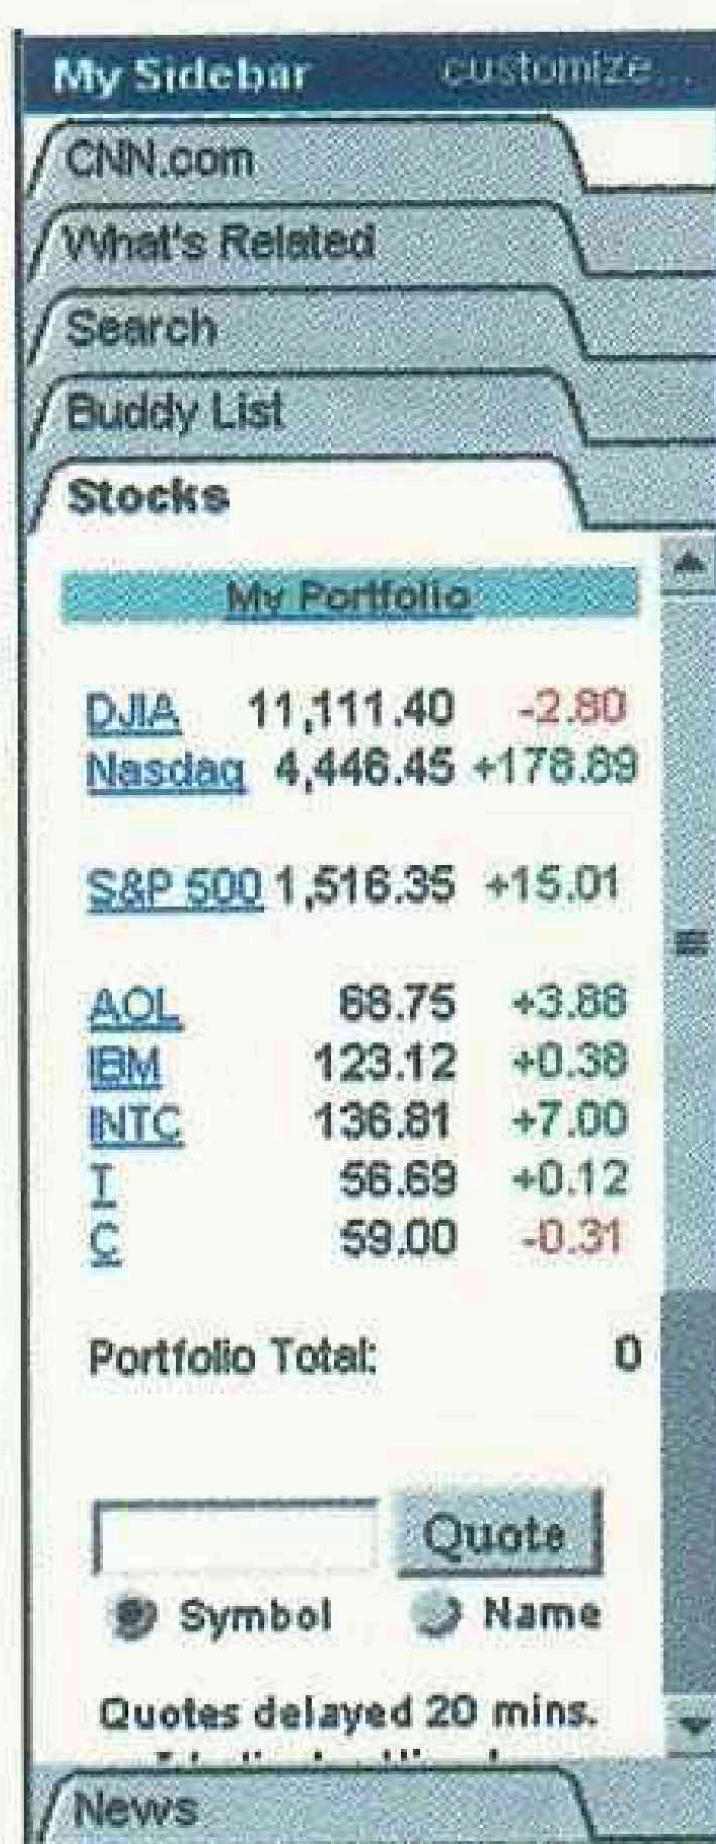 My Sidebar customize...
CNN.com
What's Related
Search
Buddy List
Stocks
My Portfolio
DJIA 11,111.40 -2.80
Nasdaq 4,446.45 +178.89
S&P 500 1,516.35 +15.01
AOL 68.75 +3.88
IBM 123.12 +0.38
INTC 136.81 +7.00
T 56.69 +0.12
C 59.00 -0.31
Portfolio Total: 0
Quote
Symbol Name
Quotes delayed 20 mins.
News